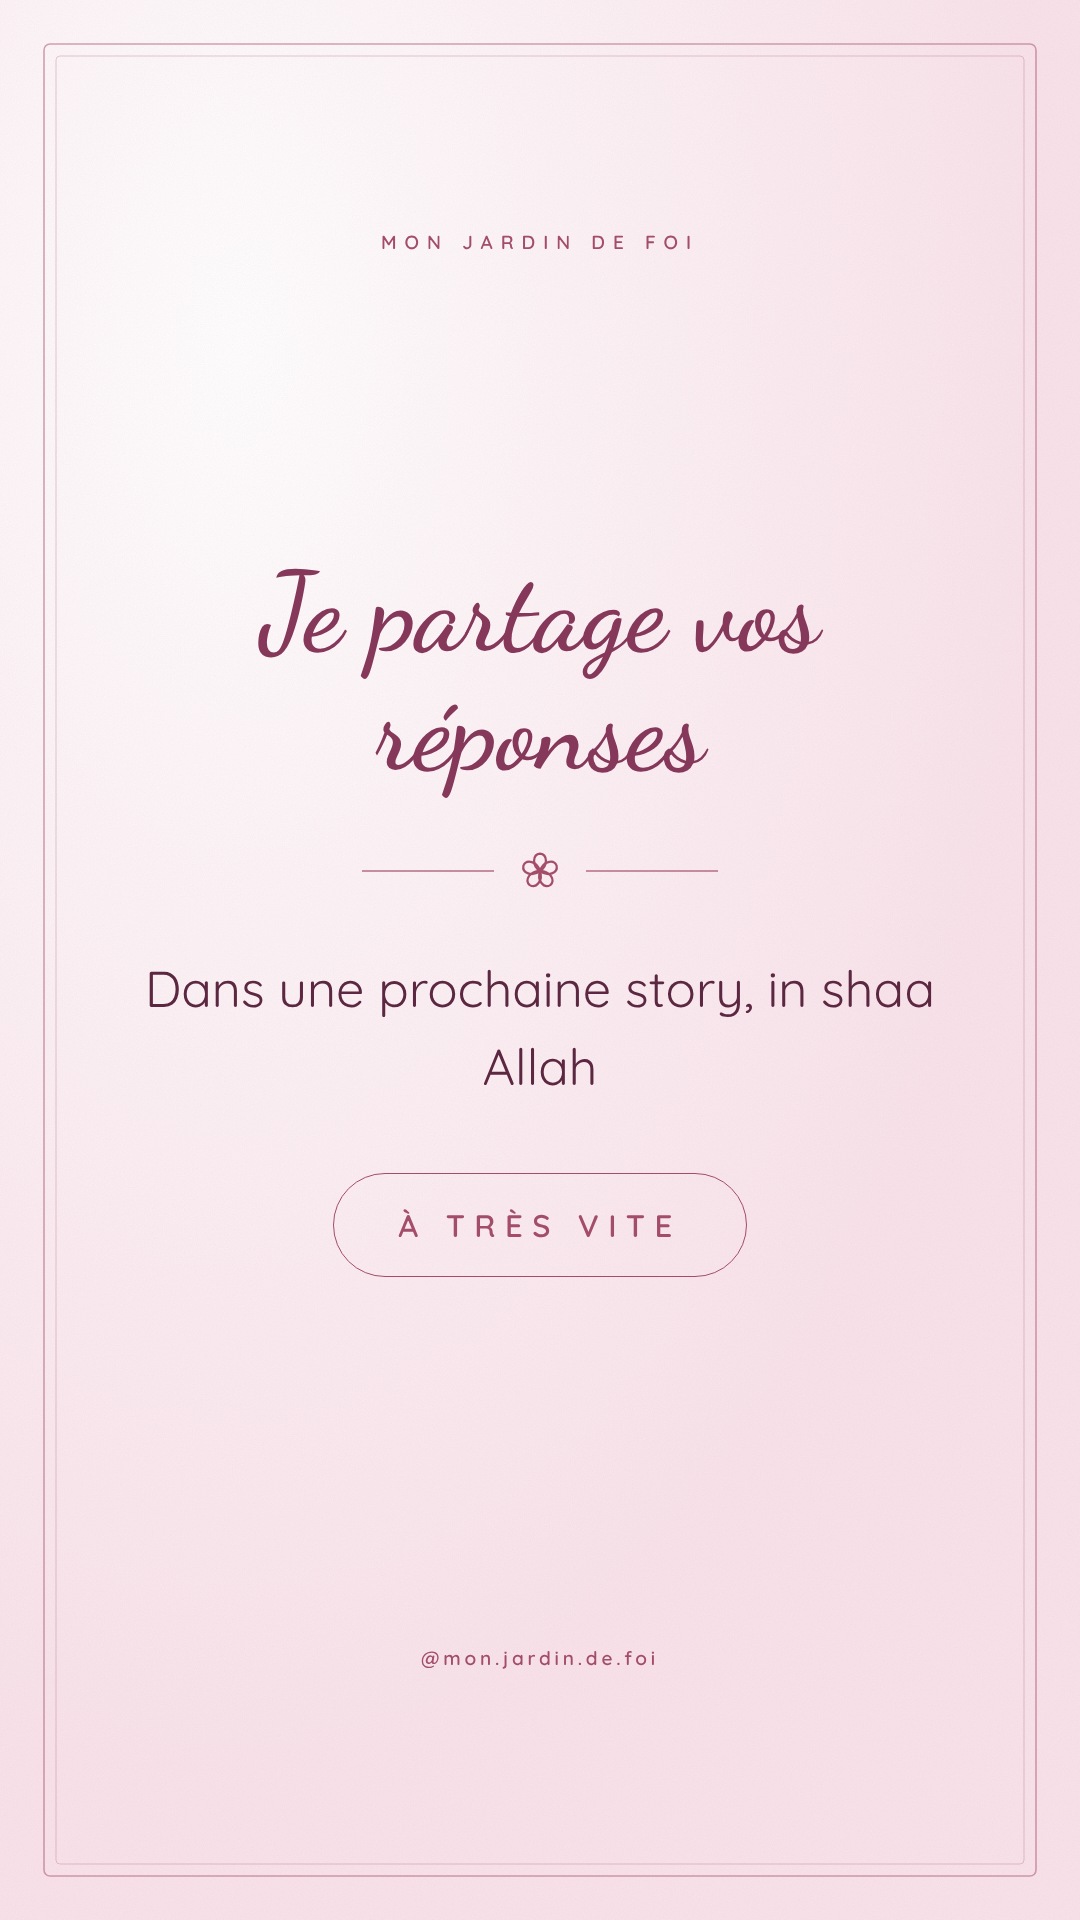 MON JARDIN DE FOI
Je partage vos
réponses
Dans une prochaine story, in shaa
Allah
À TRÈS VITE
@mon.jardin.de.foi